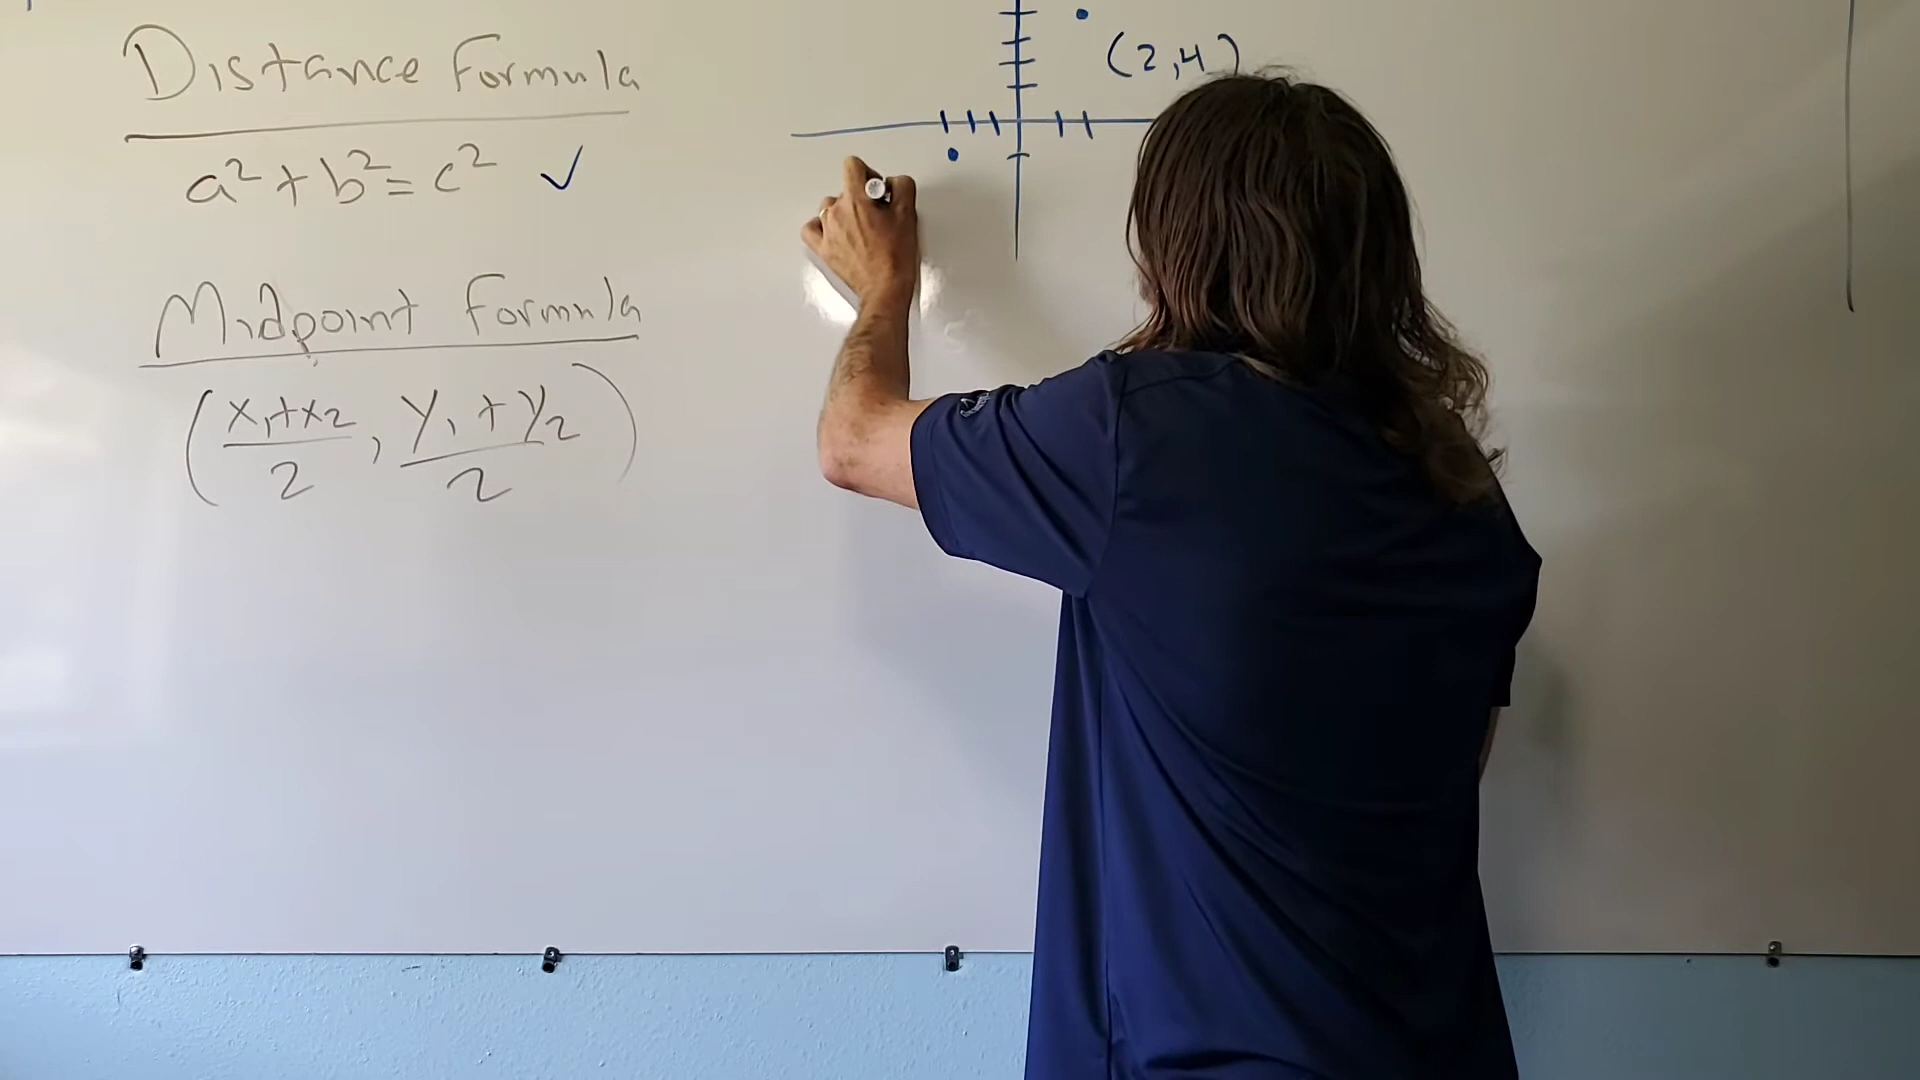 Distance Formula
a² + b² = c² ✓
Midpoint Formula
(x₁+x₂/2, y₁+y₂/2)
(2,4)